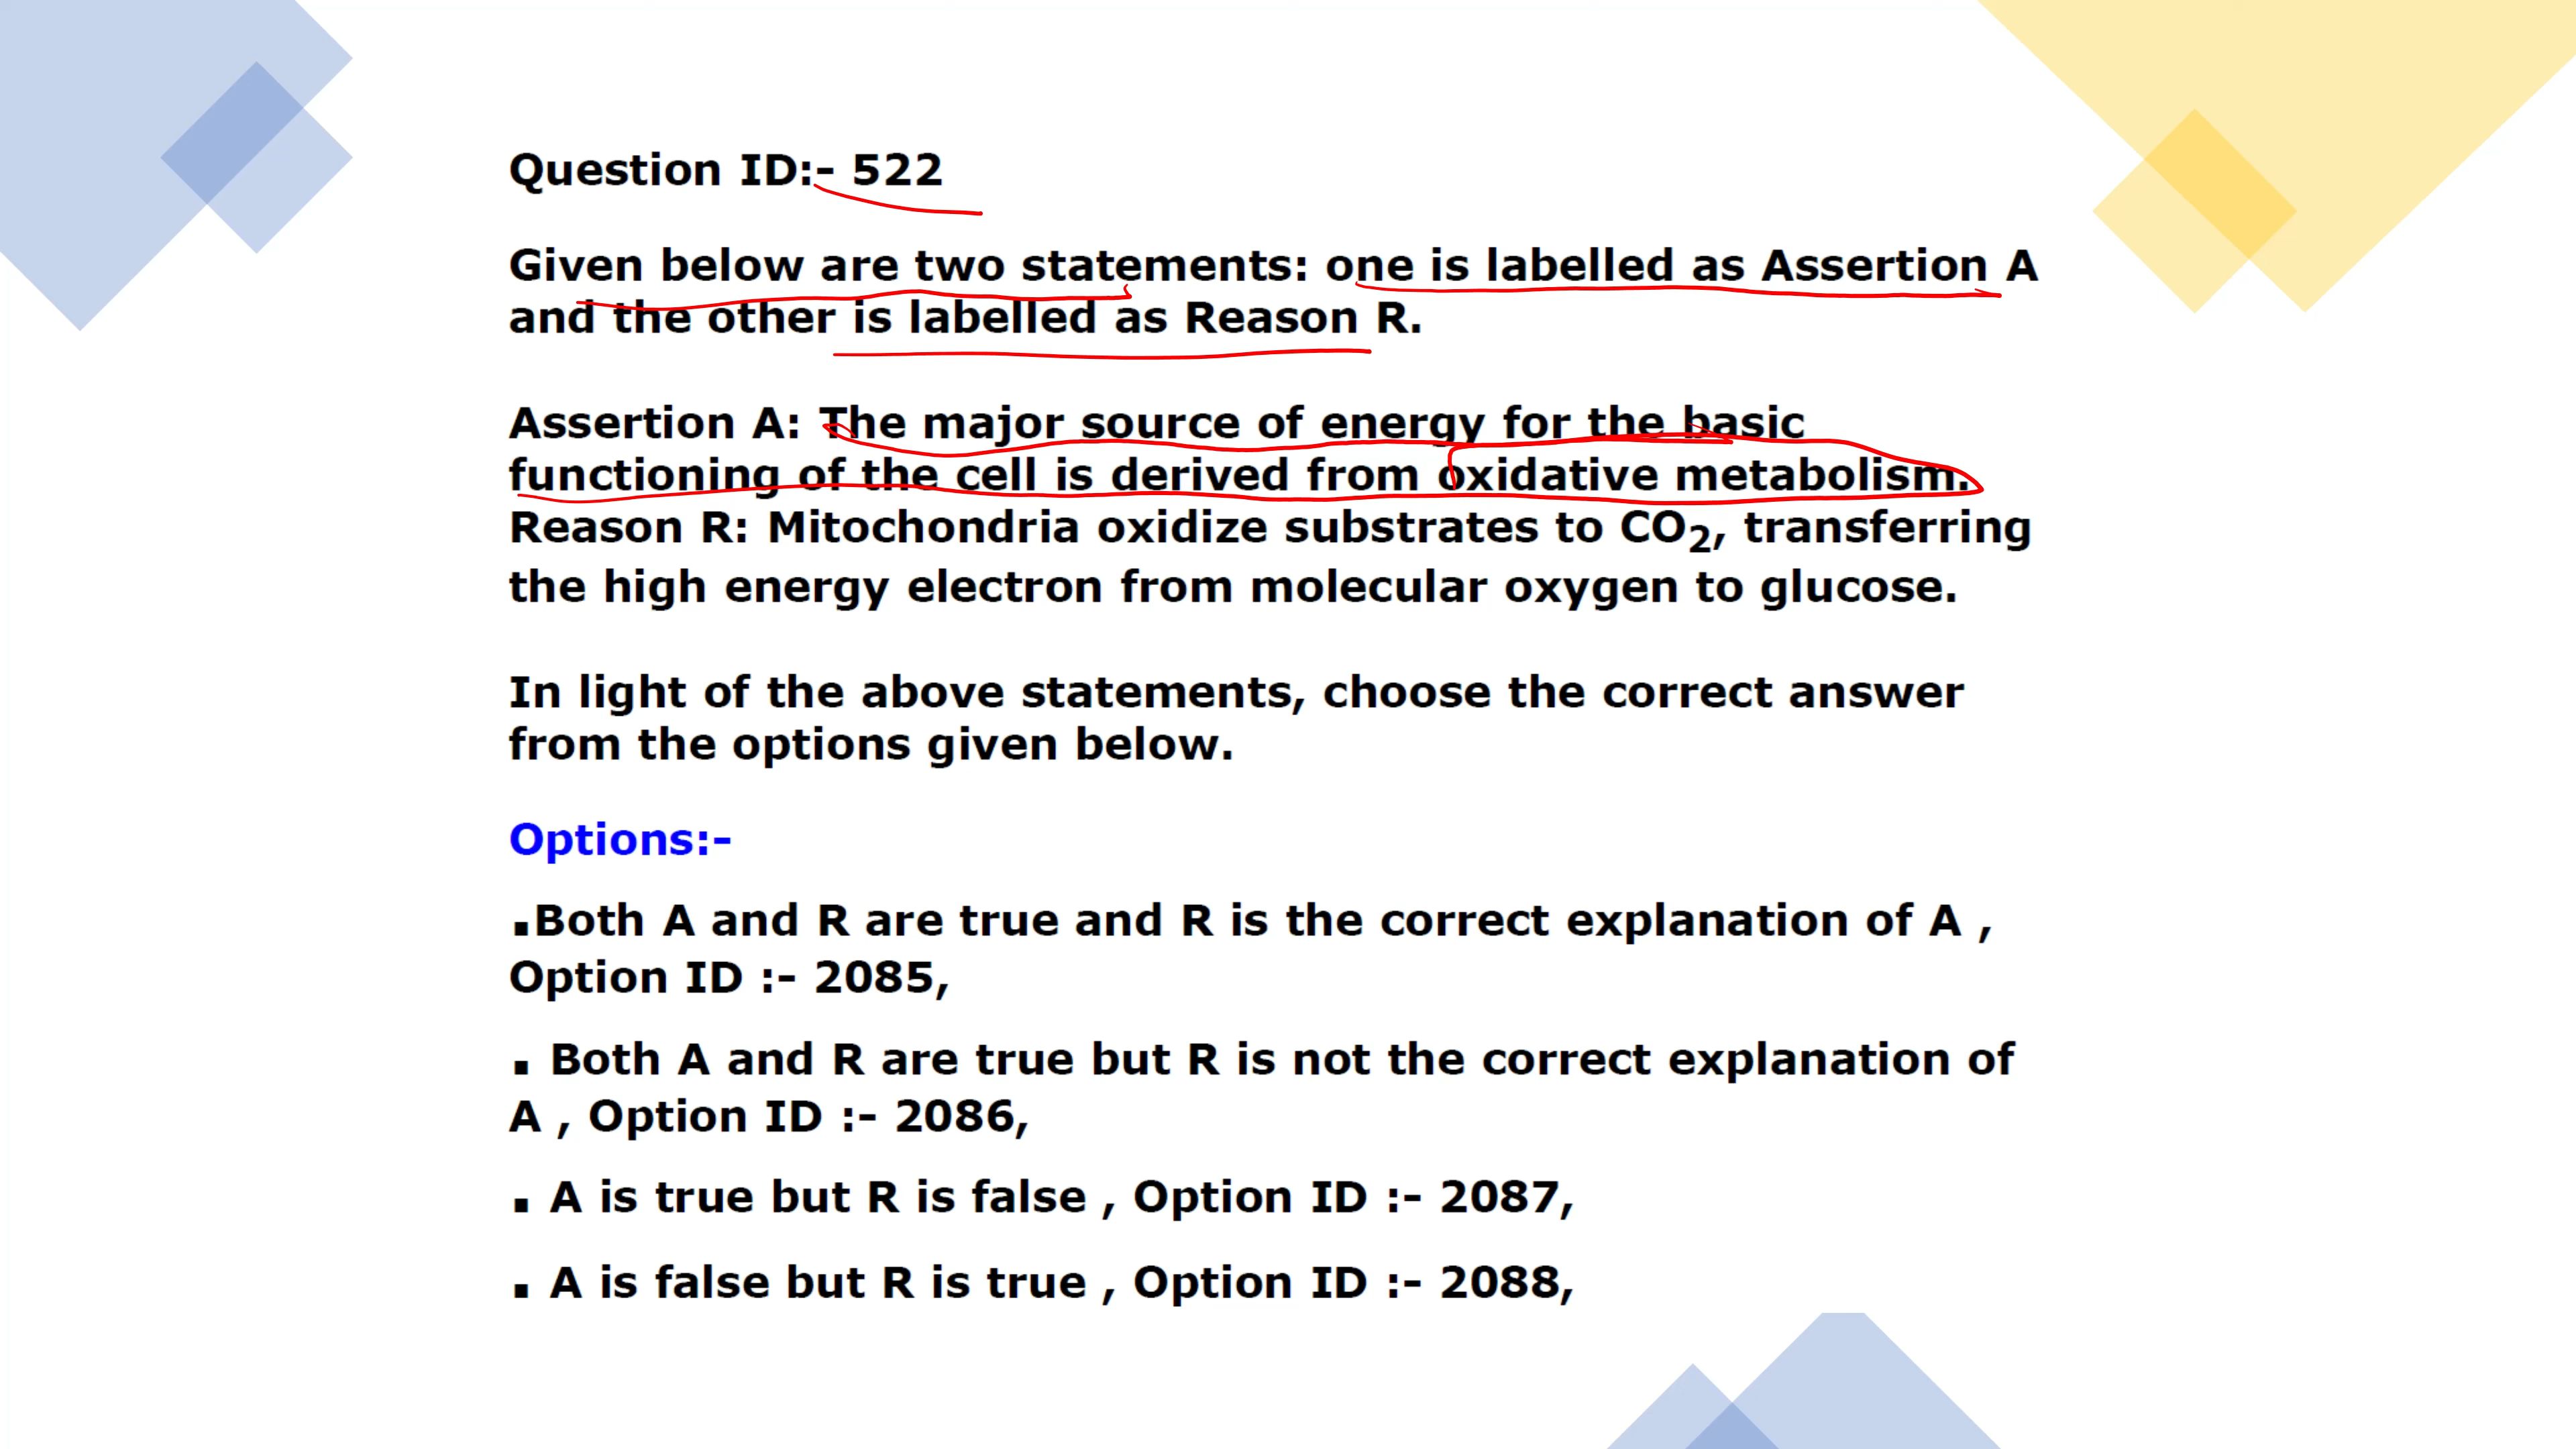 Question ID:- 522
Given below are two statements: one is labelled as Assertion A
and the other is labelled as Reason R.
Assertion A: The major source of energy for the basic
functioning of the cell is derived from oxidative metabolism.
Reason R: Mitochondria oxidize substrates to CO₂, transferring
the high energy electron from molecular oxygen to glucose.
In light of the above statements, choose the correct answer
from the options given below.
Options:-
▪Both A and R are true and R is the correct explanation of A ,
Option ID :- 2085,
▪ Both A and R are true but R is not the correct explanation of
A , Option ID :- 2086,
▪ A is true but R is false , Option ID :- 2087,
▪ A is false but R is true , Option ID :- 2088,